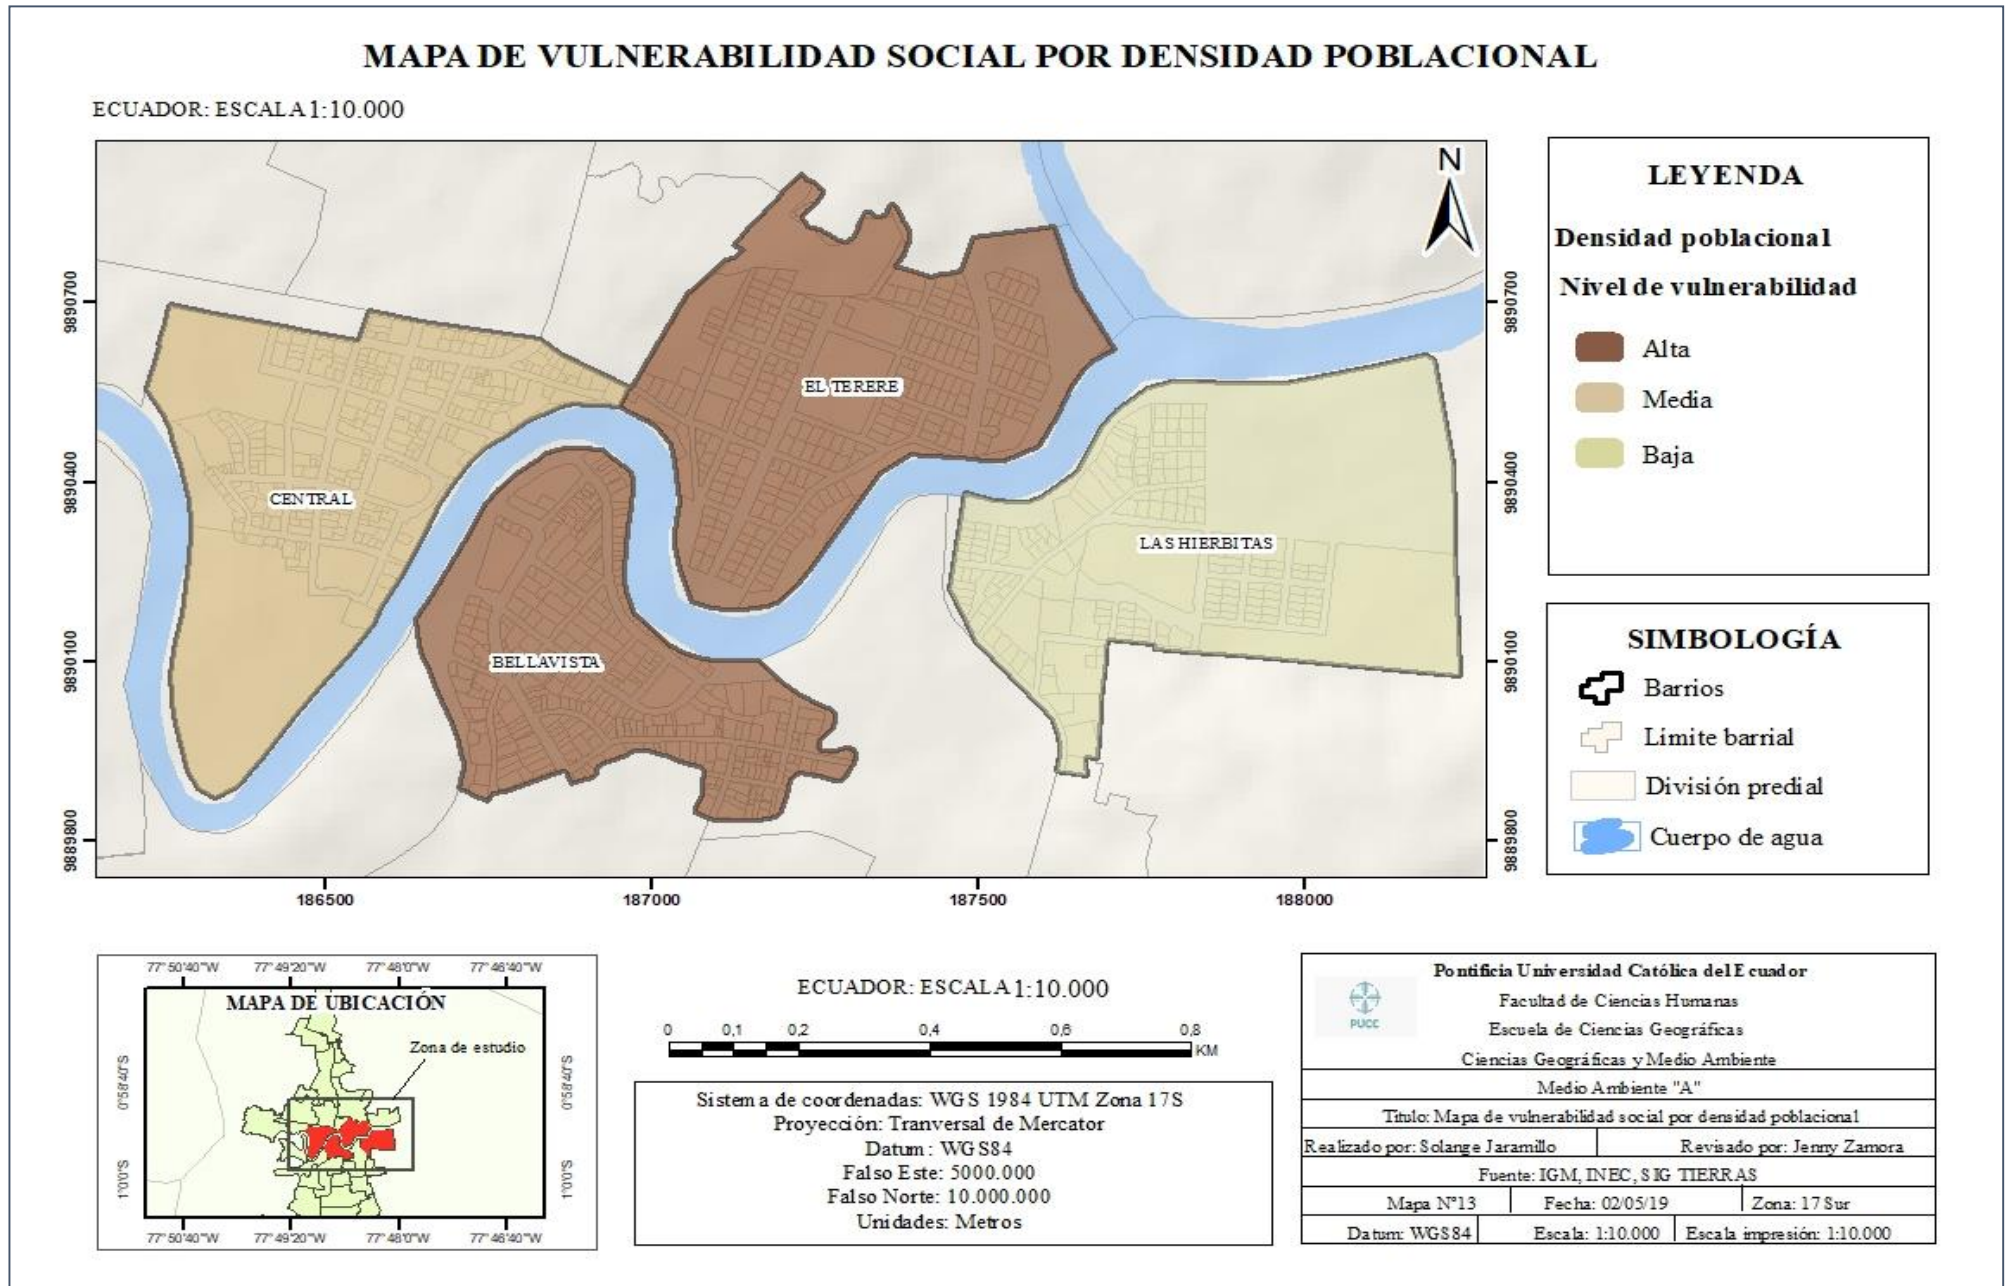 MAPA DE VULNERABILIDAD SOCIAL POR DENSIDAD POBLACIONAL
ECUADOR: ESCALA 1:10.000
N
9890700
9890400
9890100
9889800
9890700
9890400
9890100
9889800
EL TERERE
CENTRAL
LAS HIERBITAS
BELLAVISTA
186500
187000
187500
188000
LEYENDA
Densidad poblacional
Nivel de vulnerabilidad
Alta
Media
Baja
SIMBOLOGÍA
Barrios
Limite barrial
División predial
Cuerpo de agua
77°50'40"W 77°49'20"W 77°48'0"W 77°46'40"W
MAPA DE UBICACIÓN
Zona de estudio
0°58'40"S
1°0'0"S
0°58'40"S
1°0'0"S
77°50'40"W 77°49'20"W 77°48'0"W 77°46'40"W
ECUADOR: ESCALA 1:10.000
0 0,1 0,2 0,4 0,6 0,8
KM
Sistema de coordenadas: WGS 1984 UTM Zona 17S
Proyección: Tranversal de Mercator
Datum: WGS84
Falso Este: 5000.000
Falso Norte: 10.000.000
Unidades: Metros
PUCE
Pontificia Universidad Católica del Ecuador
Facultad de Ciencias Humanas
Escuela de Ciencias Geográficas
Ciencias Geográficas y Medio Ambiente
Medio Ambiente "A"
Titulo: Mapa de vulnerabilidad social por densidad poblacional
Realizado por: Solange Jaramillo Revisado por: Jenny Zamora
Fuente: IGM, INEC, SIG TIERRAS
Mapa N°13 Fecha: 02/05/19 Zona: 17 Sur
Datum: WGS84 Escala: 1:10.000 Escala impresión: 1:10.000